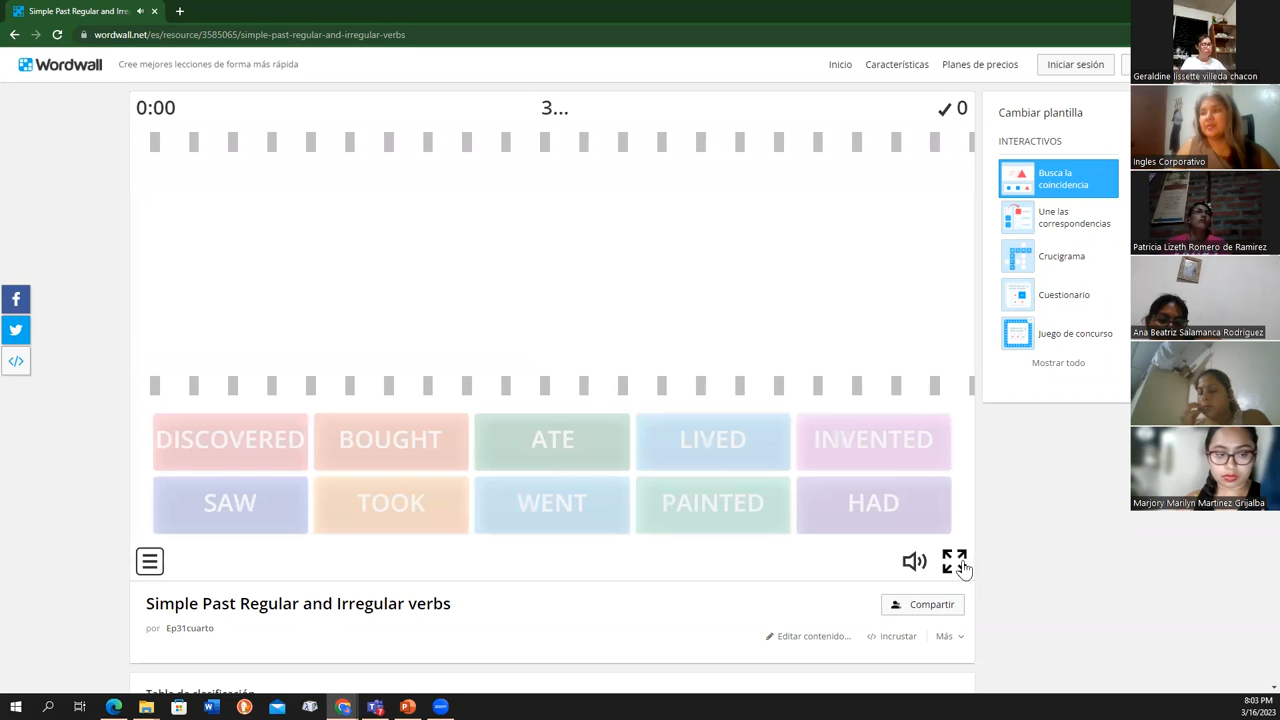 Simple Past Regular and Irre
wordwall.net/es/resource/3585065/simple-past-regular-and-irregular-verbs
Wordwall
Cree mejores lecciones de forma más rápida
Inicio
Características
Planes de precios
Iniciar sesión
0:00
3...
0
DISCOVERED
BOUGHT
ATE
LIVED
INVENTED
SAW
TOOK
WENT
PAINTED
HAD
Simple Past Regular and Irregular verbs
Compartir
por Ep31cuarto
Editar contenido...
Incrustar
Más
Cambiar plantilla
INTERACTIVOS
Busca la
coincidencia
Une las
correspondencias
Crucigrama
Cuestionario
Juego de concurso
Mostrar todo
Geraldine lissette villeda chacon
Ingles Corporativo
Patricia Lizeth Romero de Ramirez
Ana Beatriz Salamanca Rodriguez
Marjory Marilyn Martinez Grijalba
8:03 PM
3/16/2023